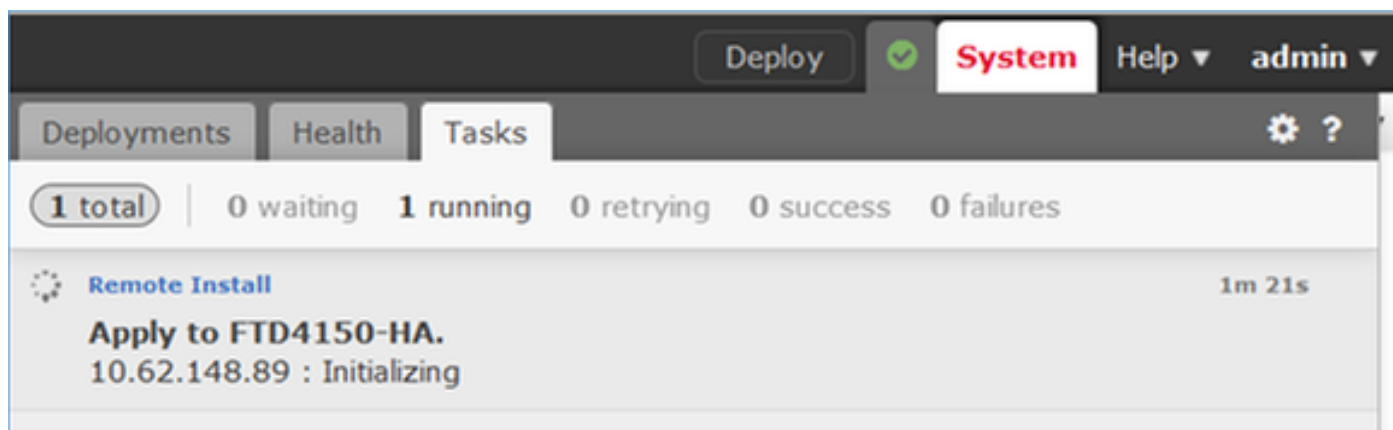 Deploy System Help admin
Deployments Health Tasks ?
1 total 0 waiting 1 running 0 retrying 0 success 0 failures
Remote Install 1m 21s
Apply to FTD4150-HA.
10.62.148.89 : Initializing